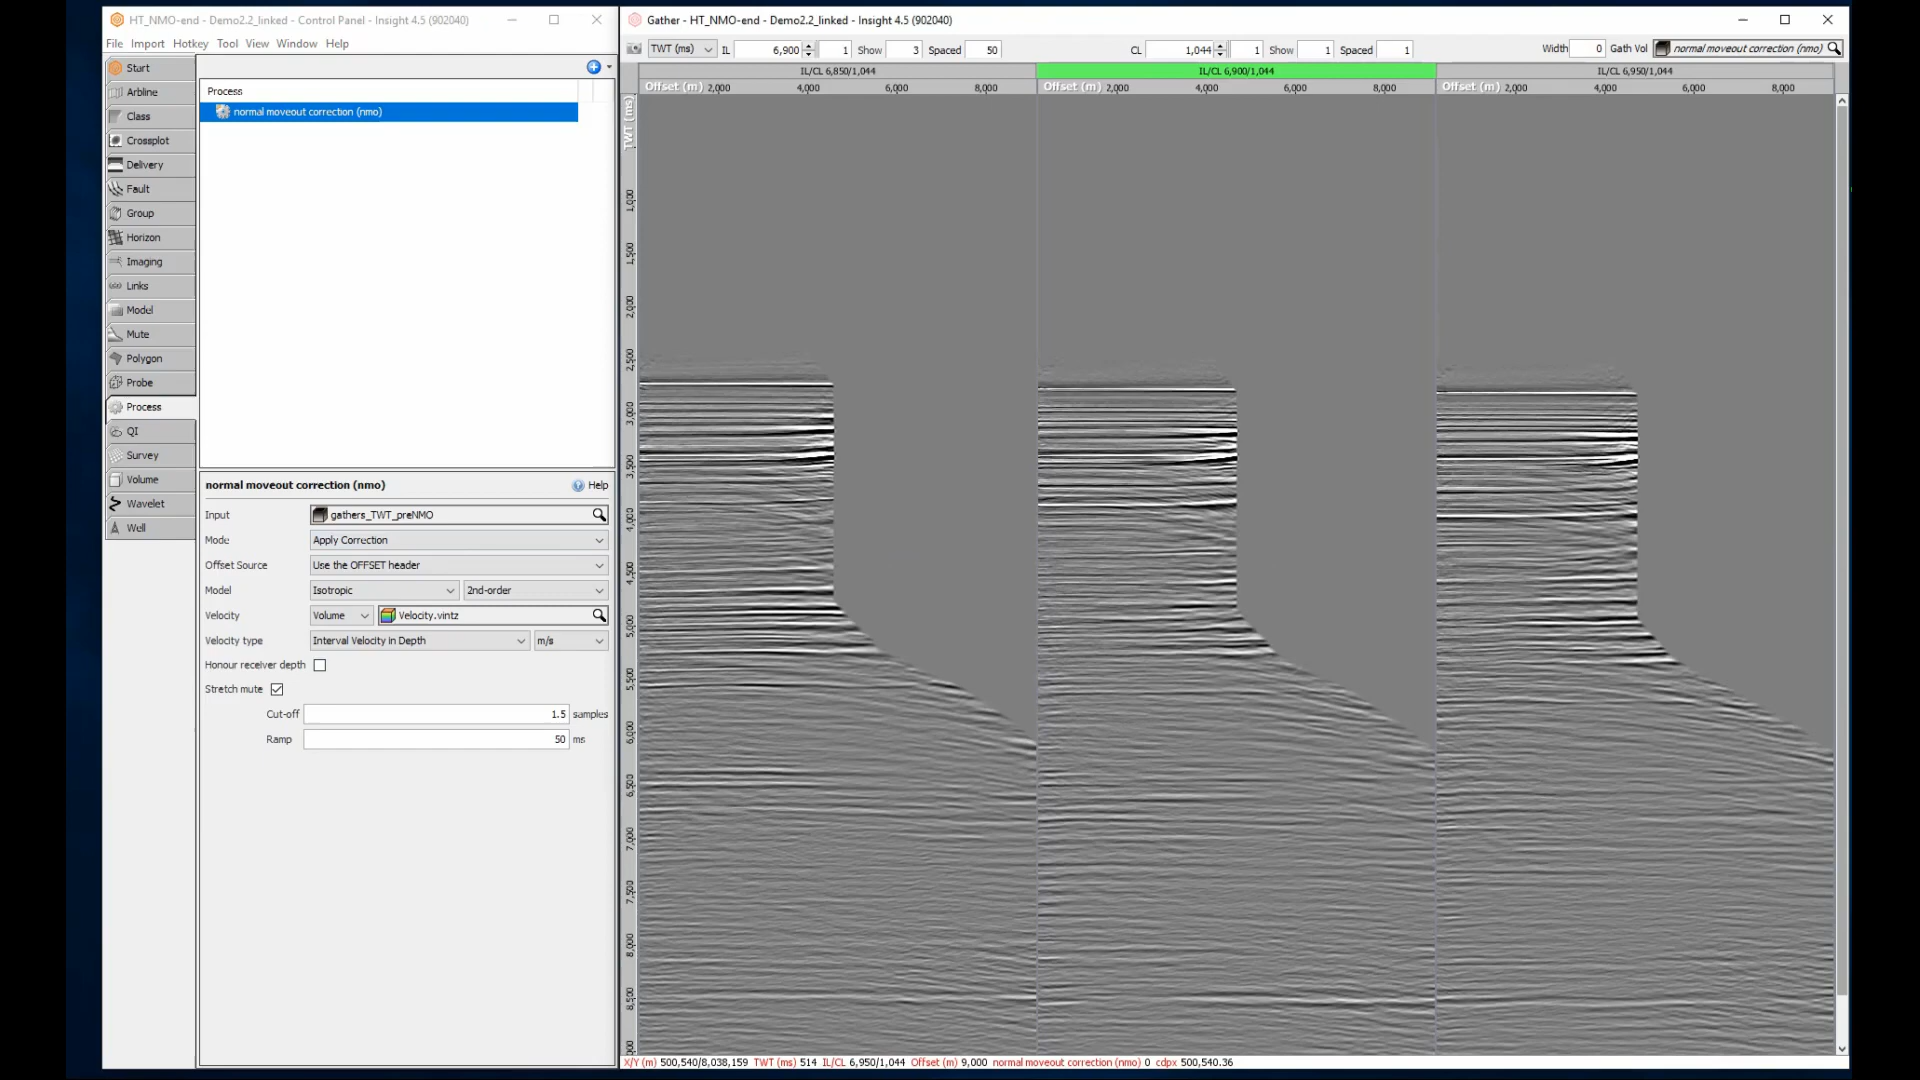 HT_NMO-end - Demo2.2_linked - Control Panel - Insight 4.5 (902040)
File Import Hotkey Tool View Window Help
Start
Arbline
Class
Crossplot
Delivery
Fault
Group
Horizon
Imaging
Links
Model
Mute
Polygon
Probe
Process
QI
Survey
Volume
Wavelet
Well
Process
normal moveout correction (nmo)
normal moveout correction (nmo) Help
Input gathers_TWT_preNMO
Mode Apply Correction
Offset Source Use the OFFSET header
Model Isotropic 2nd-order
Velocity Volume Velocity.vintz
Velocity type Interval Velocity in Depth m/s
Honour receiver depth
Stretch mute
Cut-off 1.5 samples
Ramp 50 ms
Gather - HT_NMO-end - Demo2.2_linked - Insight 4.5 (902040)
TWT (ms) IL 6,900 1 Show 3 Spaced 50 CL 1,044 1 Show 1 Spaced 1 Width 0 Gath Vol normal moveout correction (nmo)
IL/CL 6,850/1,044 IL/CL 6,900/1,044 IL/CL 6,950/1,044
Offset (m) 2,000 4,000 6,000 8,000 Offset (m) 2,000 4,000 6,000 8,000 Offset (m) 2,000 4,000 6,000 8,000
TWT (ms)
1,000
1,500
2,000
2,500
3,000
3,500
4,000
4,500
5,000
5,500
6,000
6,500
7,000
7,500
8,000
8,500
X/Y (m) 500,540/8,038,159 TWT (ms) 514 IL/CL 6,950/1,044 Offset (m) 9,000 normal moveout correction (nmo) 0 cdpx 500,540.36